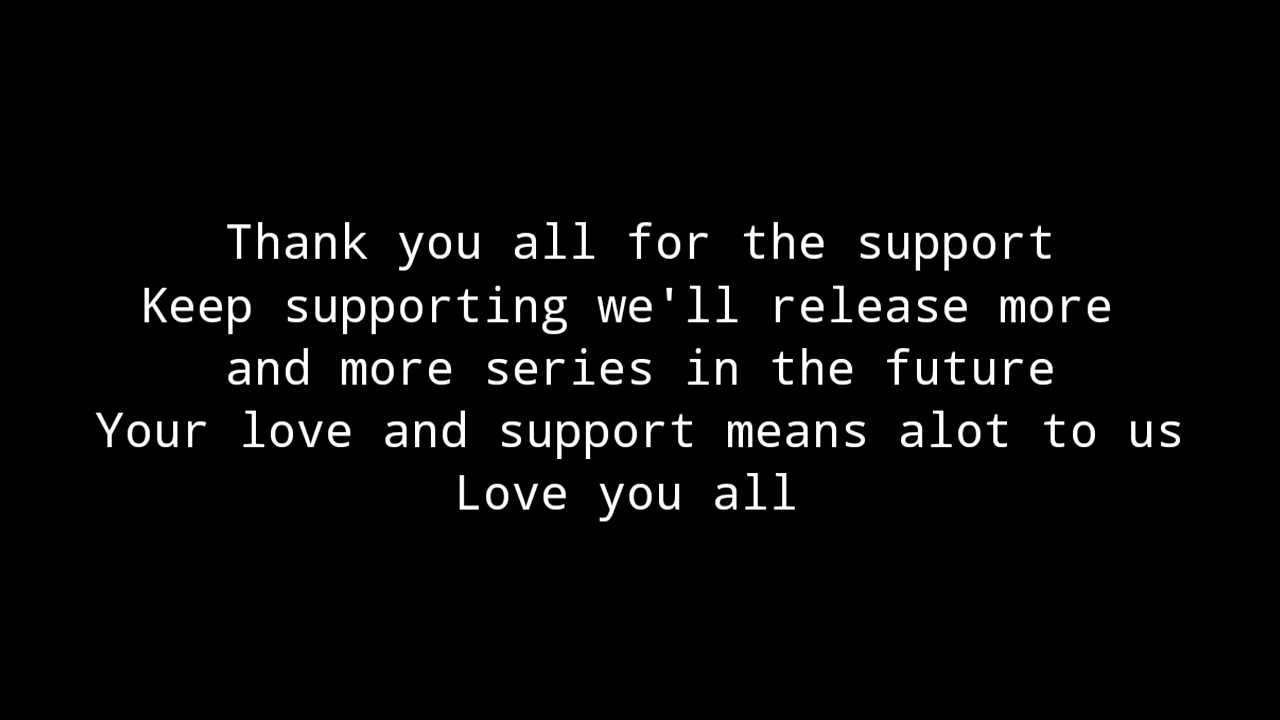 Thank you all for the support
Keep supporting we'll release more
and more series in the future
Your love and support means alot to us
Love you all